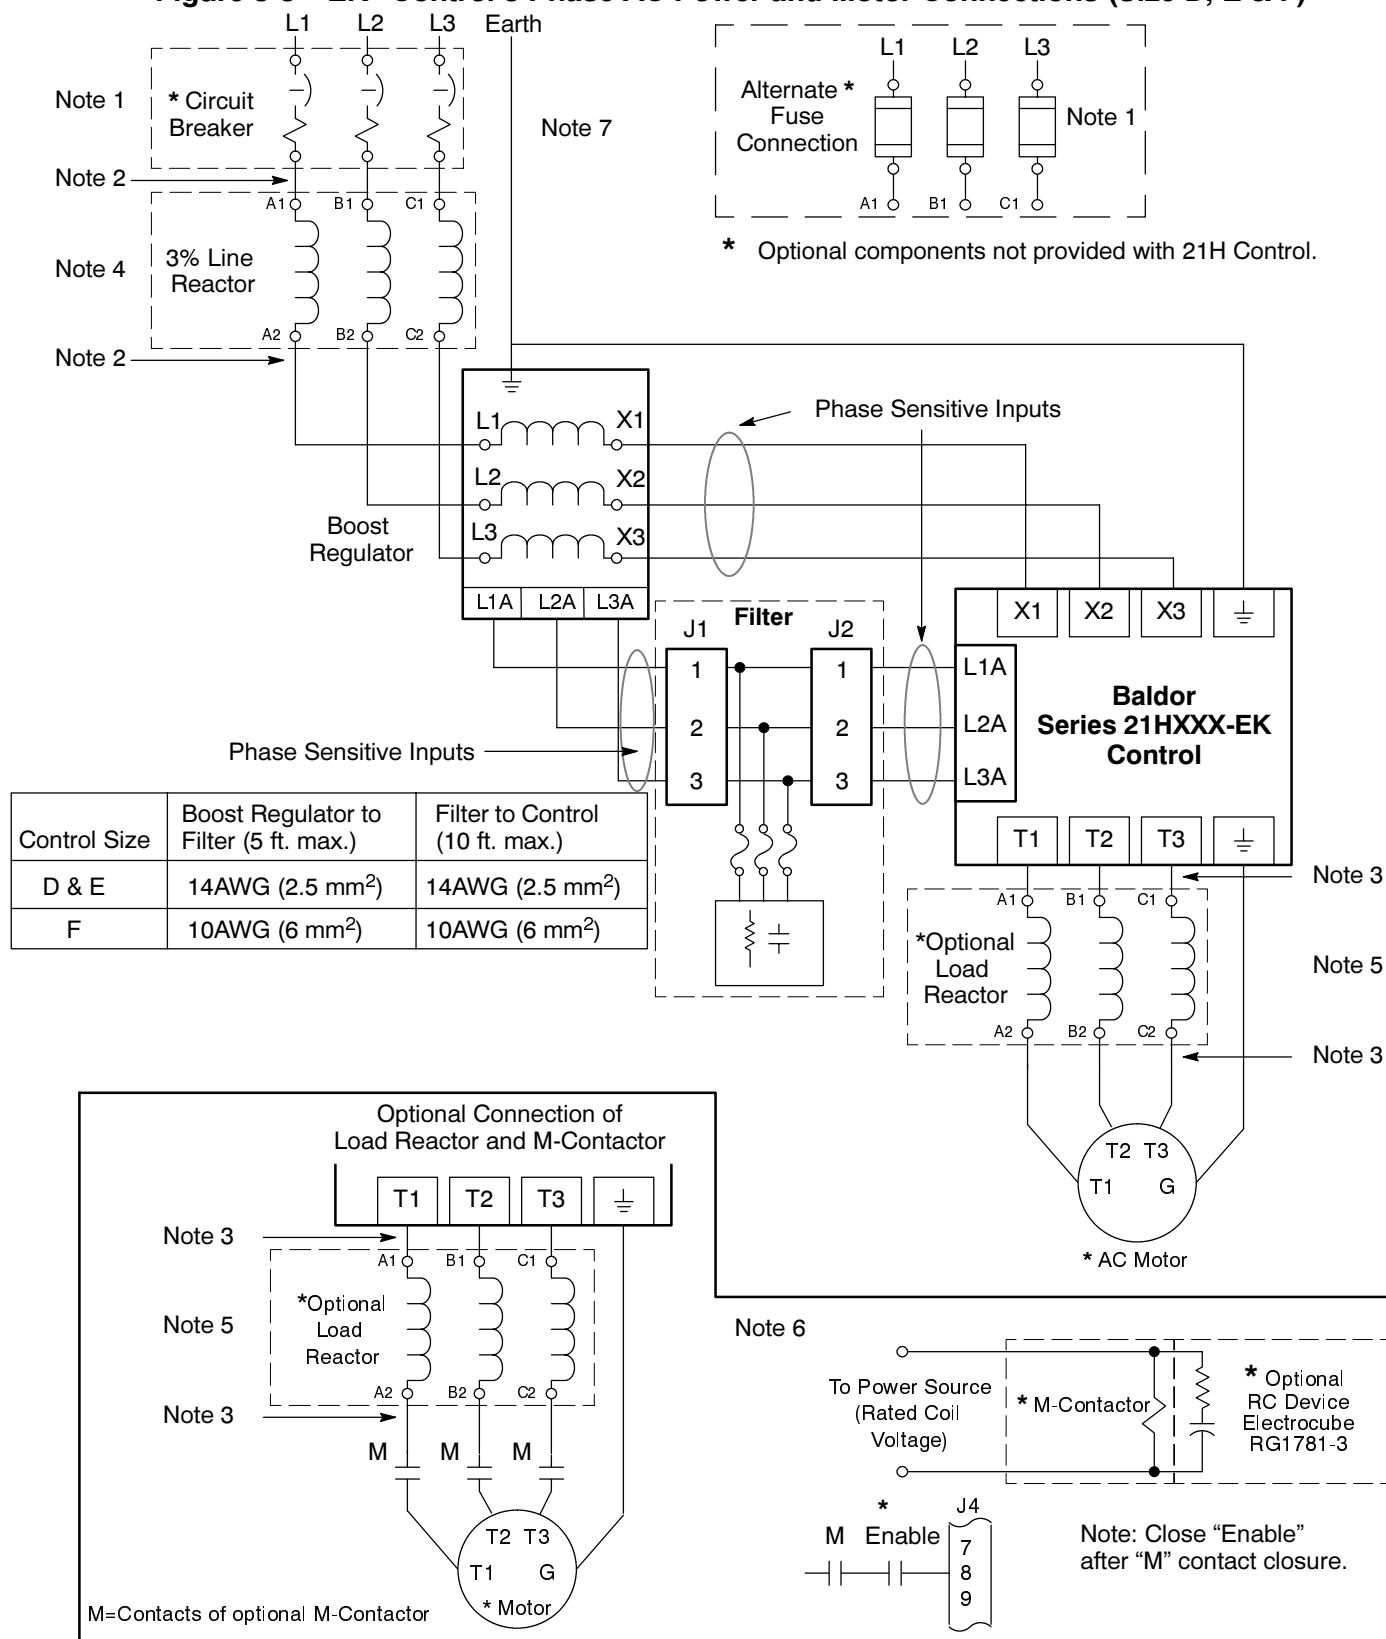 L1 L2 L3 Earth
Note 1
* Circuit
Breaker
Note 7
L1 L2 L3
Alternate *
Fuse
Connection
Note 1
A1 B1 C1
* Optional components not provided with 21H Control.
Note 2
A1 B1 C1
Note 4
3% Line
Reactor
A2 B2 C2
Note 2
Phase Sensitive Inputs
L1 X1
L2 X2
L3 X3
Boost
Regulator
L1A L2A L3A
Filter
J1 J2
1 1
2 2
3 3
X1 X2 X3
L1A
L2A
L3A
Baldor
Series 21HXXX-EK
Control
T1 T2 T3
Phase Sensitive Inputs
Control Size
Boost Regulator to
Filter (5 ft. max.)
Filter to Control
(10 ft. max.)
D & E 14AWG (2.5 mm2) 14AWG (2.5 mm2)
F 10AWG (6 mm2) 10AWG (6 mm2)
Note 3
A1 B1 C1
*Optional
Load
Reactor
Note 5
A2 B2 C2
Note 3
T2 T3
T1 G
* AC Motor
Optional Connection of
Load Reactor and M-Contactor
T1 T2 T3
Note 3
A1 B1 C1
*Optional
Load
Reactor
Note 5
A2 B2 C2
Note 3
M M M
T2 T3
T1 G
* Motor
M=Contacts of optional M-Contactor
Note 6
To Power Source
(Rated Coil
Voltage)
* M-Contactor
* Optional
RC Device
Electrocube
RG1781-3
*
M Enable
J4
7
8
9
Note: Close “Enable”
after “M” contact closure.